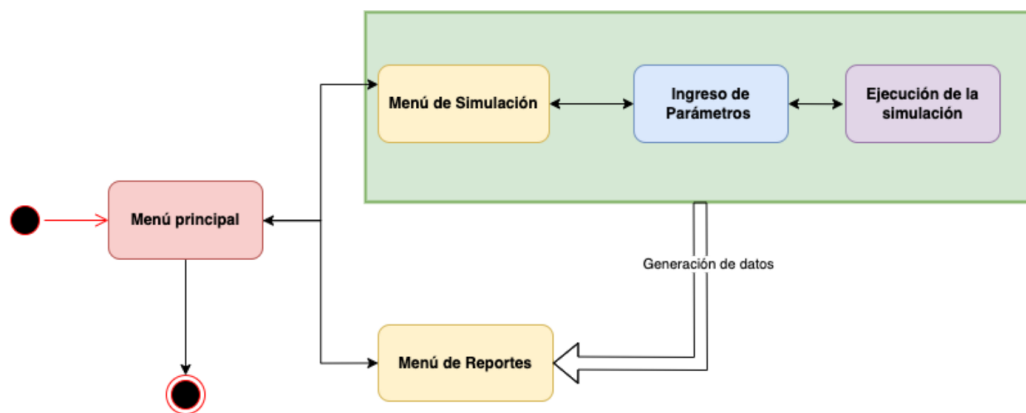 Menú de Simulación
Ingreso de
Parámetros
Ejecución de la
simulación
Menú principal
Generación de datos
Menú de Reportes